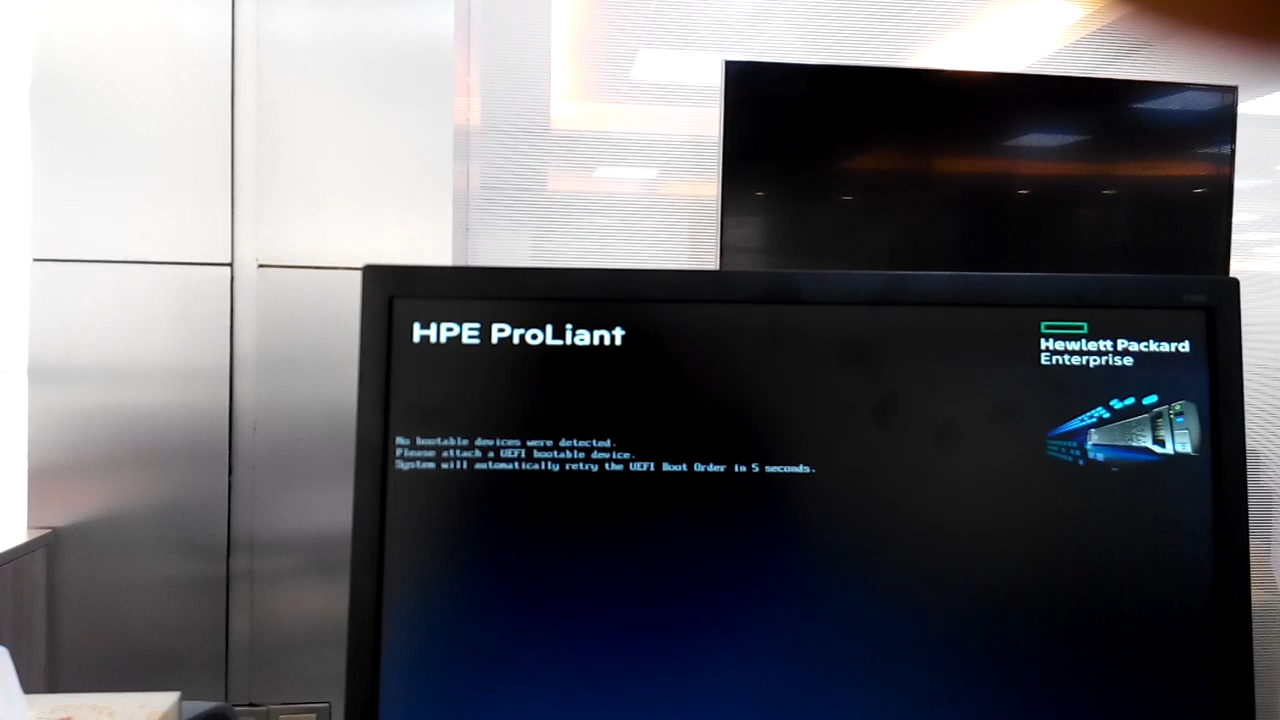 HPE ProLiant
Hewlett Packard
Enterprise
No bootable devices were detected.
Please attach a UEFI bootable device.
System will automatically retry the UEFI Boot Order in 5 seconds.